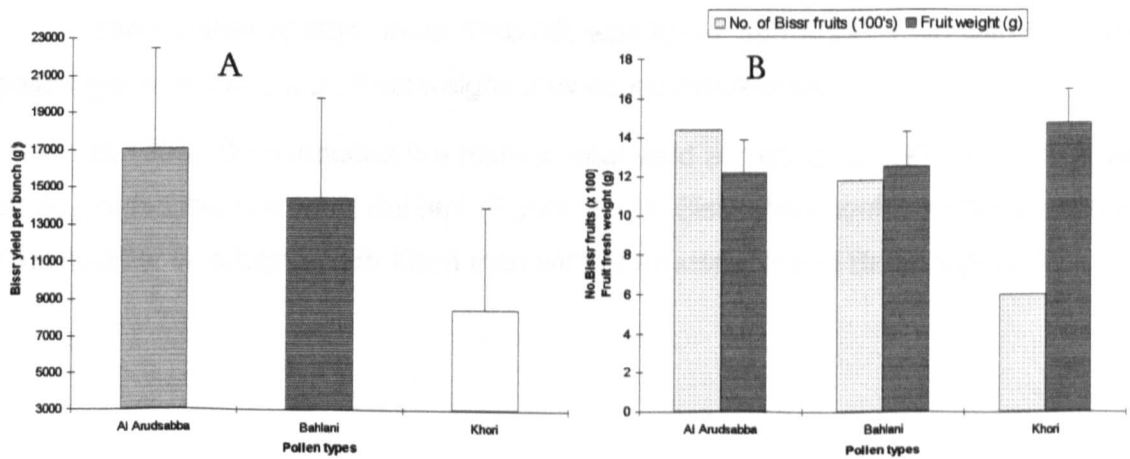 A
Bissr yield per bunch (g)
23000
21000
19000
17000
15000
13000
11000
9000
7000
5000
3000
Al Arudsabba Bahlani Khori
Pollen types
No. of Bissr fruits (100's) Fruit weight (g)
B
No.Bissr fruits (x 100)
Fruit fresh weight (g)
18
16
14
12
10
8
6
4
2
0
Al Arudsabba Bahlani Khori
Pollen types